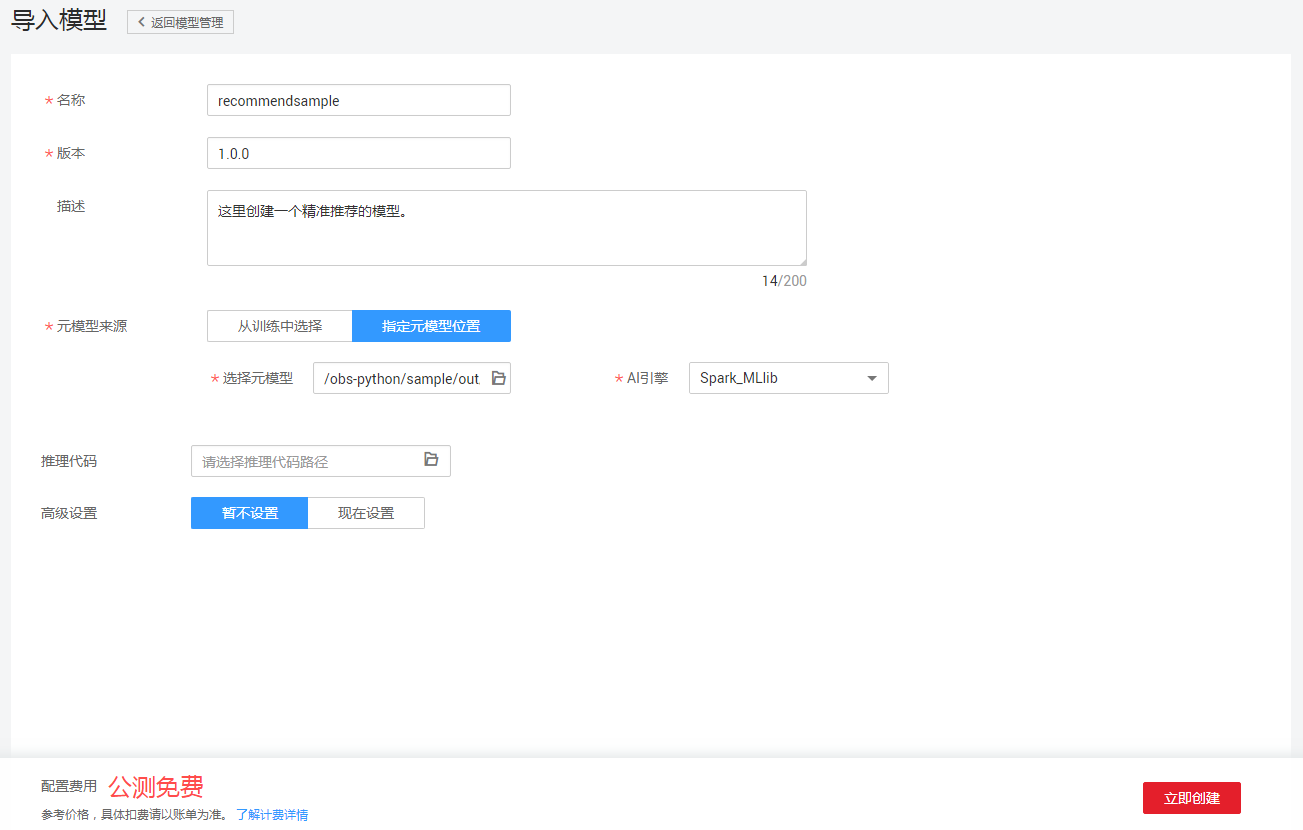 导入模型 返回模型管理
* 名称 recommendsample
* 版本 1.0.0
描述 这里创建一个精准推荐的模型。
14/200
* 元模型来源 从训练中选择 指定元模型位置
* 选择元模型 /obs-python/sample/out * AI引擎 Spark_MLlib
推理代码 请选择推理代码路径
高级设置 暂不设置 现在设置
配置费用 公测免费
参考价格，具体扣费请以账单为准。 了解计费详情
立即创建